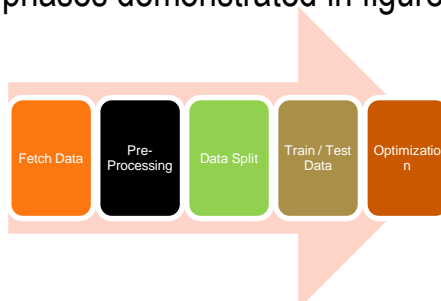 phases demonstrated in figure
Fetch Data
Pre-
Processing
Data Split
Train / Test
Data
Optimizatio
n